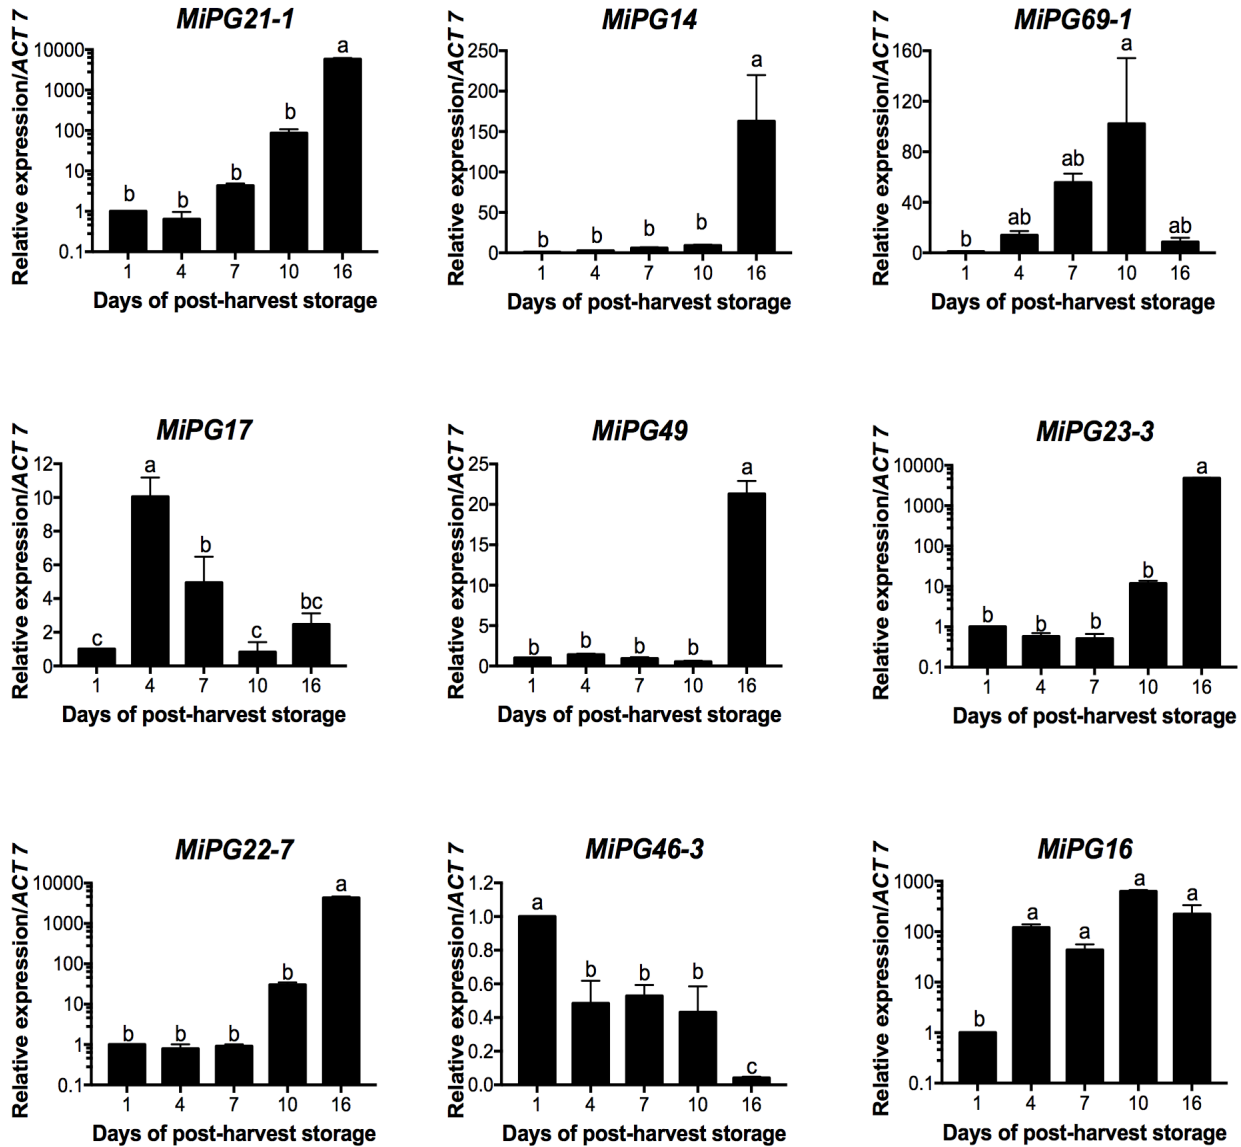 MiPG21-1
Relative expression/ACT 7
10000
1000
100
10
1
0.1
b
b
b
b
a
1 4 7 10 16
Days of post-harvest storage
MiPG14
Relative expression/ACT 7
250
200
150
100
50
0
b
b
b
b
a
1 4 7 10 16
Days of post-harvest storage
MiPG69-1
Relative expression/ACT 7
160
120
80
40
0
b
ab
ab
a
ab
1 4 7 10 16
Days of post-harvest storage
MiPG17
Relative expression/ACT 7
12
10
8
6
4
2
0
c
a
b
c
bc
1 4 7 10 16
Days of post-harvest storage
MiPG49
Relative expression/ACT 7
25
20
15
10
5
0
b
b
b
b
a
1 4 7 10 16
Days of post-harvest storage
MiPG23-3
Relative expression/ACT 7
10000
1000
100
10
1
0.1
b
b
b
b
a
1 4 7 10 16
Days of post-harvest storage
MiPG22-7
Relative expression/ACT 7
10000
1000
100
10
1
0.1
b
b
b
b
a
1 4 7 10 16
Days of post-harvest storage
MiPG46-3
Relative expression/ACT 7
1.2
1.0
0.8
0.6
0.4
0.2
0.0
a
b
b
b
c
1 4 7 10 16
Days of post-harvest storage
MiPG16
Relative expression/ACT 7
1000
100
10
1
0.1
b
a
a
a
a
1 4 7 10 16
Days of post-harvest storage